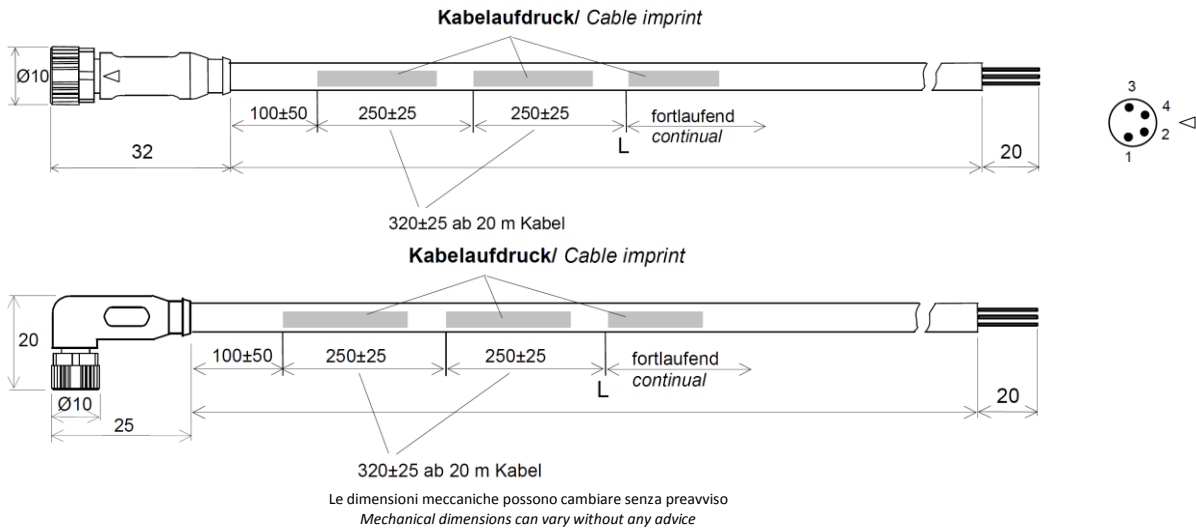 Kabelaufdruck/ Cable imprint
Ø10
100±50
250±25
250±25
fortlaufend
continual
L
32
20
320±25 ab 20 m Kabel
3
4
2
1
Kabelaufdruck/ Cable imprint
20
100±50
250±25
250±25
fortlaufend
continual
L
Ø10
25
20
320±25 ab 20 m Kabel
Le dimensioni meccaniche possono cambiare senza preavviso
Mechanical dimensions can vary without any advice